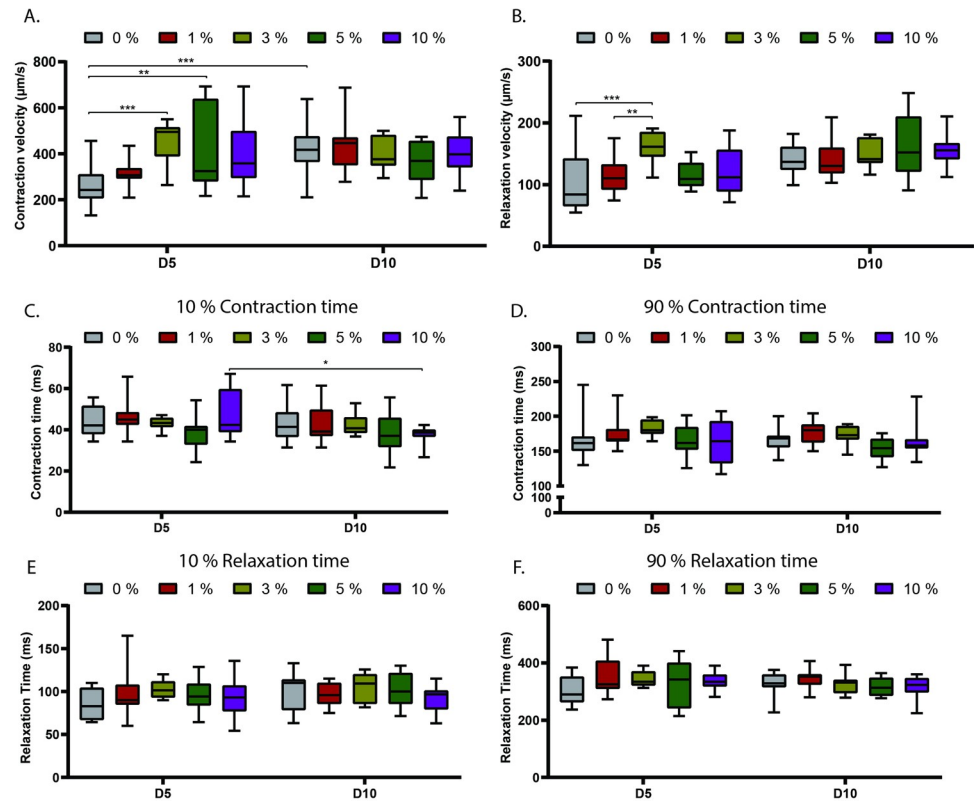 A.
0 % 1 % 3 % 5 % 10 %
Contraction velocity (µm/s)
800
600
400
200
0
***
**
***
D5 D10
B.
0 % 1 % 3 % 5 % 10 %
Relaxation velocity (µm/s)
300
200
100
0
***
**
D5 D10
C.
10 % Contraction time
0 % 1 % 3 % 5 % 10 %
Contraction time (ms)
80
60
40
20
0
*
D5 D10
D.
90 % Contraction time
0 % 1 % 3 % 5 % 10 %
Contraction time (ms)
300
250
200
150
100
100
0
D5 D10
E
10 % Relaxation time
0 % 1 % 3 % 5 % 10 %
Relaxation Time (ms)
200
150
100
50
0
D5 D10
F.
90 % Relaxation time
0 % 1 % 3 % 5 % 10 %
Relaxation Time (ms)
600
400
200
0
D5 D10